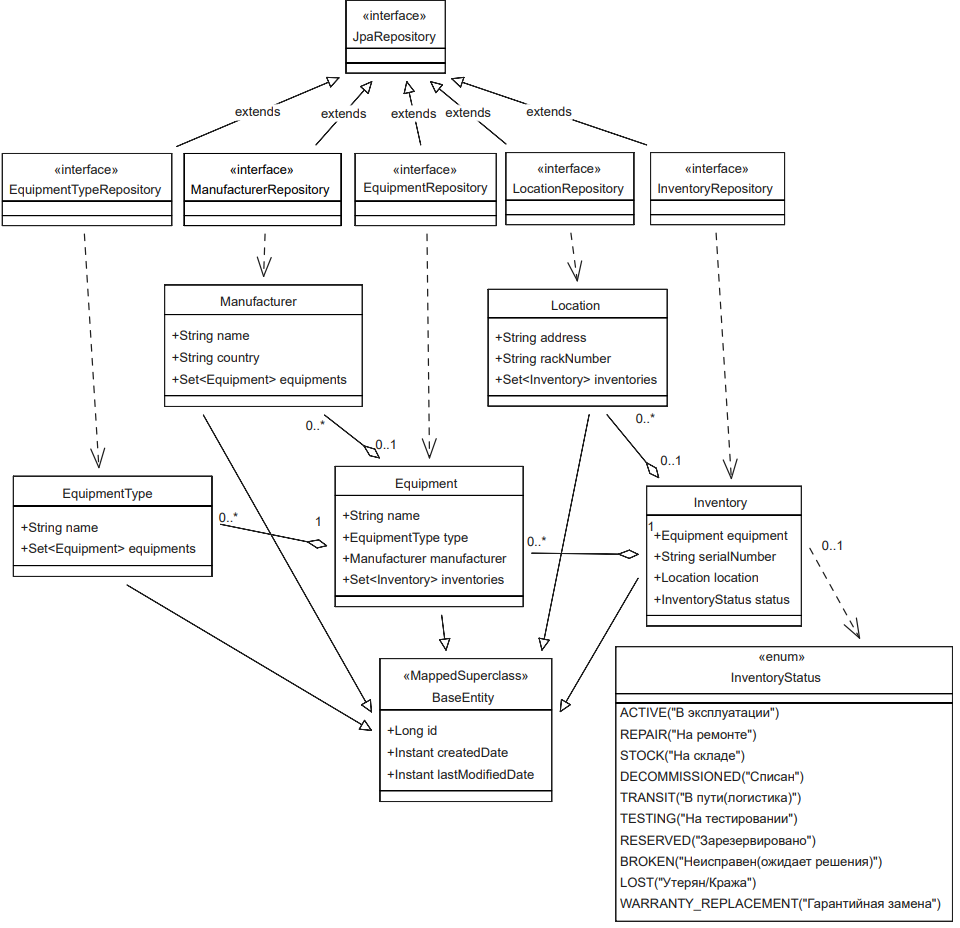 «interface»
JpaRepository
extends
extends
extends
extends
extends
«interface»
EquipmentTypeRepository
«interface»
ManufacturerRepository
«interface»
EquipmentRepository
«interface»
LocationRepository
«interface»
InventoryRepository
Manufacturer
+String name
+String country
+Set<Equipment> equipments
Location
+String address
+String rackNumber
+Set<Inventory> inventories
0..*
0..1
0..*
0..1
EquipmentType
+String name
+Set<Equipment> equipments
0..*
1
Equipment
+String name
+EquipmentType type
+Manufacturer manufacturer
+Set<Inventory> inventories
0..*
1
Inventory
+Equipment equipment
+String serialNumber
+Location location
+InventoryStatus status
0..1
«MappedSuperclass»
BaseEntity
+Long id
+Instant createdDate
+Instant lastModifiedDate
«enum»
InventoryStatus
ACTIVE("В эксплуатации")
REPAIR("На ремонте")
STOCK("На складе")
DECOMMISSIONED("Списан")
TRANSIT("В пути(логистика)")
TESTING("На тестировании")
RESERVED("Зарезервировано")
BROKEN("Неисправен(ожидает решения)")
LOST("Утерян/Кража")
WARRANTY_REPLACEMENT("Гарантийная замена")